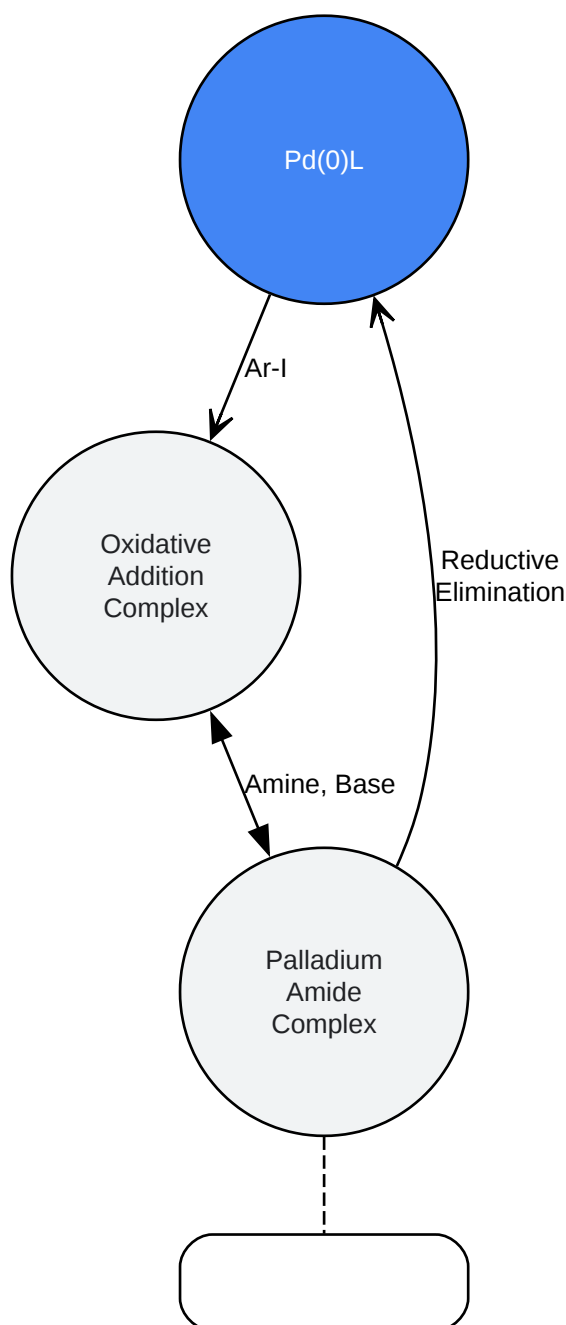 Pd(0)L
Ar-I
Oxidative
Addition
Complex
Reductive
Elimination
Amine, Base
Palladium
Amide
Complex